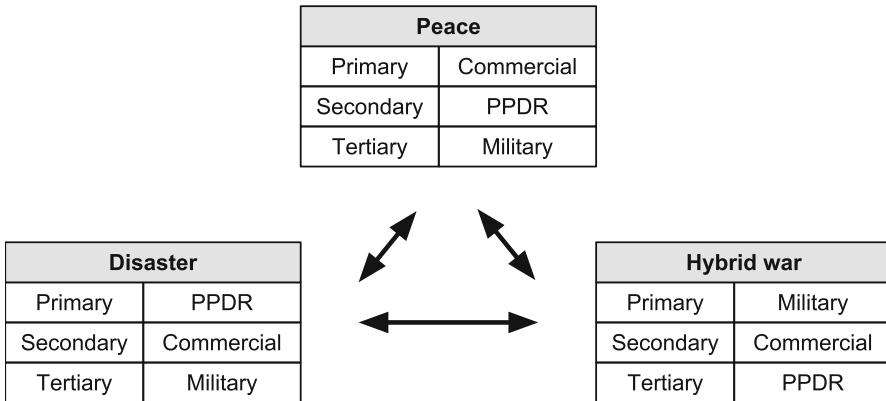 Peace
Primary Commercial
Secondary PPDR
Tertiary Military
Disaster
Primary PPDR
Secondary Commercial
Tertiary Military
Hybrid war
Primary Military
Secondary Commercial
Tertiary PPDR